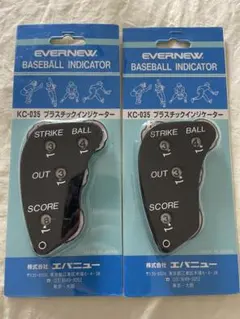 EVERNEW
BASEBALL INDICATOR
KC-035 プラスチックインジケーター
STRIKE BALL
OUT
SCORE
株式会社 エバニュー
EVERNEW
BASEBALL INDICATOR
KC-035 プラスチックインジケーター
STRIKE BALL
OUT
SCORE
株式会社 エバニュー